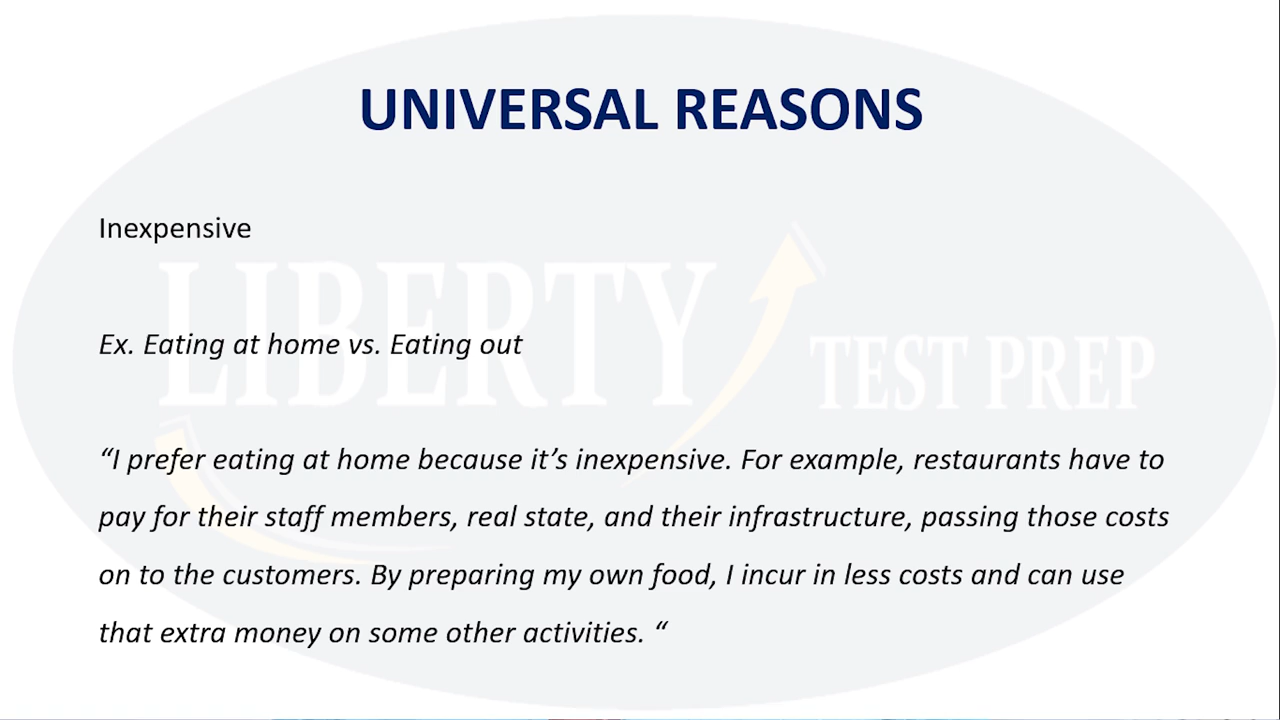 UNIVERSAL REASONS
Inexpensive
Ex. Eating at home vs. Eating out
“I prefer eating at home because it’s inexpensive. For example, restaurants have to
pay for their staff members, real state, and their infrastructure, passing those costs
on to the customers. By preparing my own food, I incur in less costs and can use
that extra money on some other activities. “
LIBERTY TEST PREP